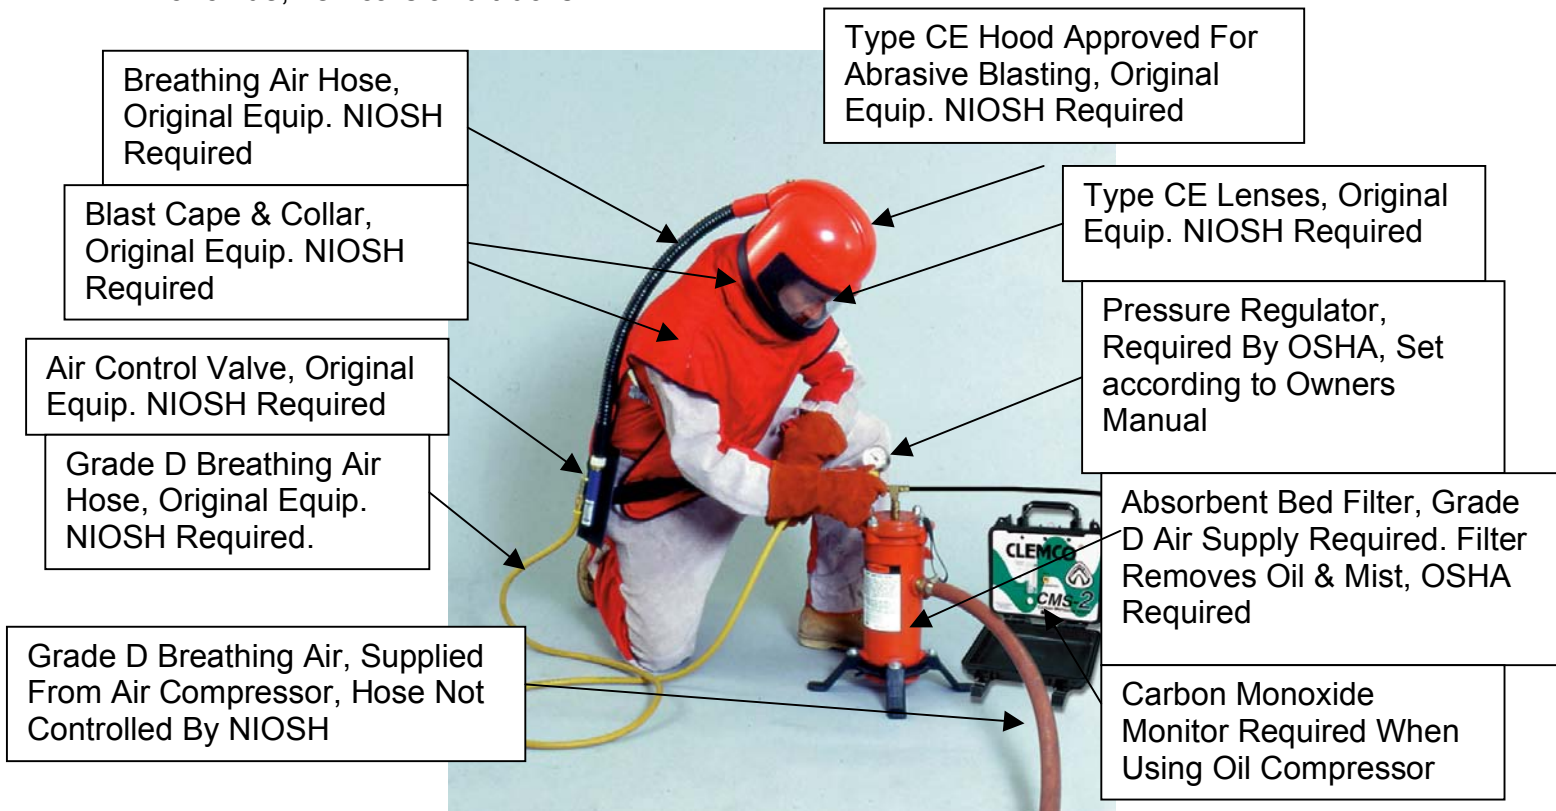 Type CE Hood Approved For
Abrasive Blasting, Original
Equip. NIOSH Required
Breathing Air Hose,
Original Equip. NIOSH
Required
Type CE Lenses, Original
Equip. NIOSH Required
Blast Cape & Collar,
Original Equip. NIOSH
Required
Pressure Regulator,
Required By OSHA, Set
according to Owners
Manual
Air Control Valve, Original
Equip. NIOSH Required
Grade D Breathing Air
Hose, Original Equip.
NIOSH Required.
Absorbent Bed Filter, Grade
D Air Supply Required. Filter
Removes Oil & Mist, OSHA
Required
CLEMCO
CMS-2
Grade D Breathing Air, Supplied
From Air Compressor, Hose Not
Controlled By NIOSH
Carbon Monoxide
Monitor Required When
Using Oil Compressor